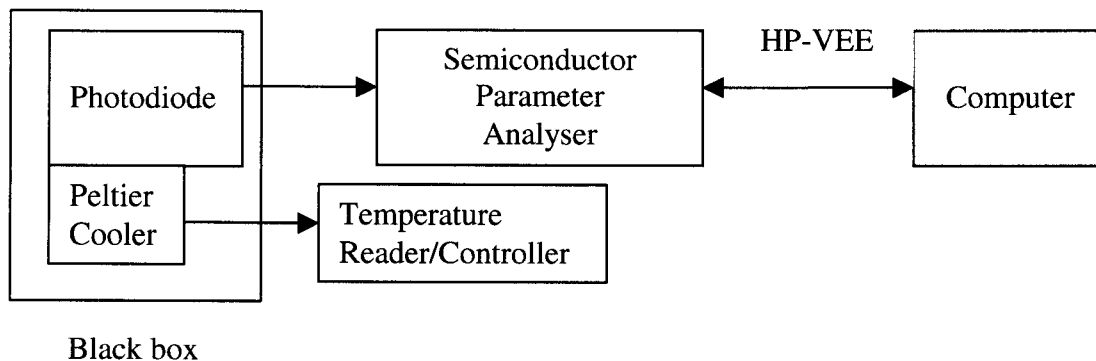 Photodiode
Peltier
Cooler
Semiconductor
Parameter
Analyser
Temperature
Reader/Controller
HP-VEE
Computer
Black box